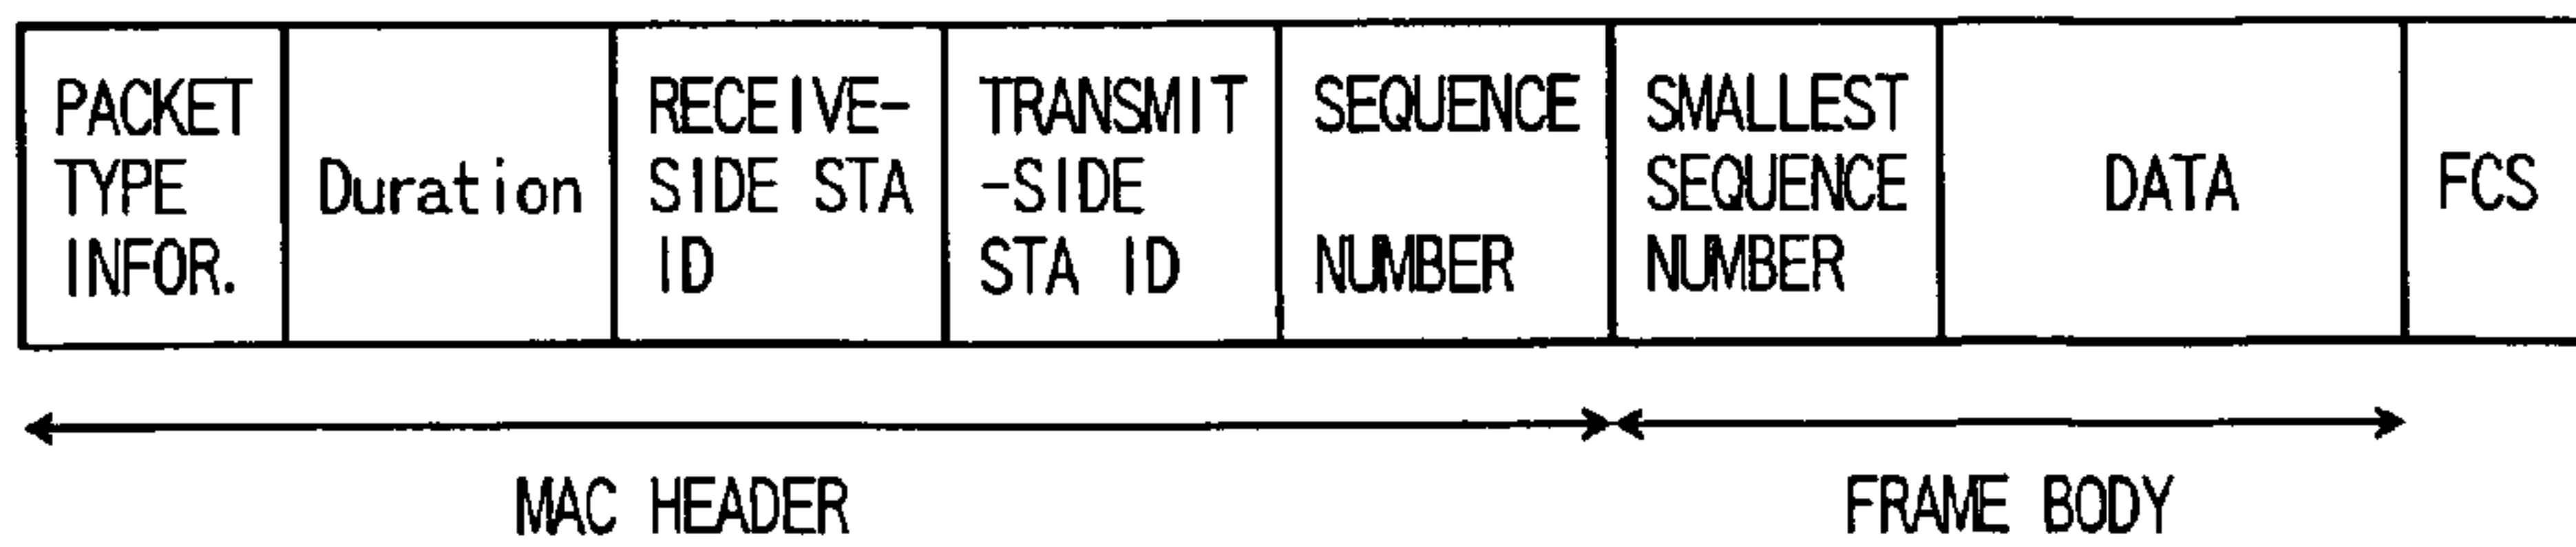 PACKET
TYPE
INFOR.
Duration
RECEIVE-
SIDE STA
ID
TRANSMIT
-SIDE
STA ID
SEQUENCE
NUMBER
SMALLEST
SEQUENCE
NUMBER
DATA
FCS
MAC HEADER
FRAME BODY